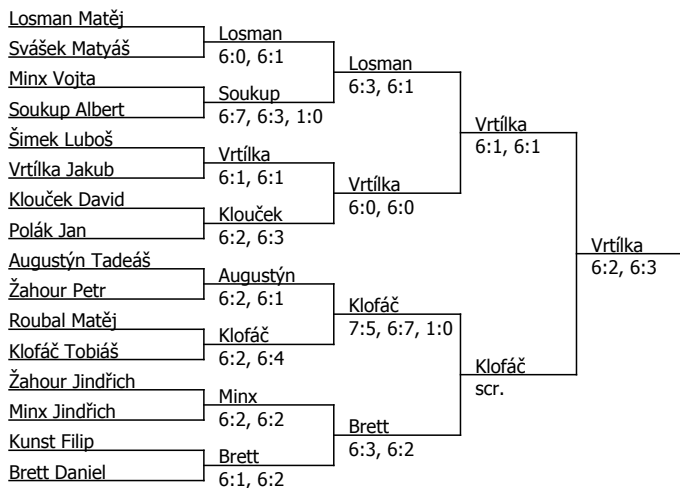 Losman Matěj
Svášek Matyáš
Minx Vojta
Soukup Albert
Šimek Luboš
Vrtílka Jakub
Klouček David
Polák Jan
Augustýn Tadeáš
Žahour Petr
Roubal Matěj
Klofáč Tobiáš
Žahour Jindřich
Minx Jindřich
Kunst Filip
Brett Daniel
Losman
6:0, 6:1
Soukup
6:7, 6:3, 1:0
Vrtílka
6:1, 6:1
Klouček
6:2, 6:3
Augustýn
6:2, 6:1
Klofáč
6:2, 6:4
Minx
6:2, 6:2
Brett
6:1, 6:2
Losman
6:3, 6:1
Vrtílka
6:0, 6:0
Klofáč
7:5, 6:7, 1:0
Brett
6:3, 6:2
Vrtílka
6:1, 6:1
Klofáč
scr.
Vrtílka
6:2, 6:3